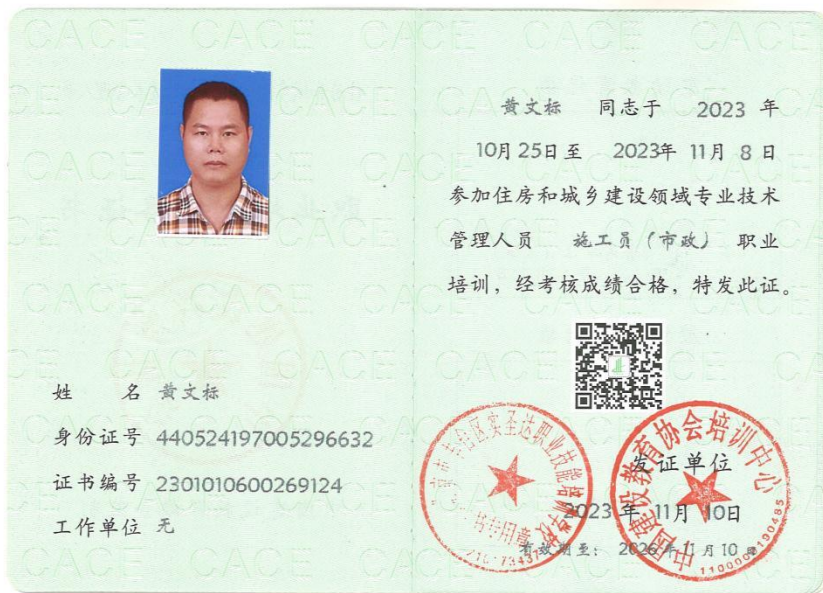 黄文标 同志于 2023 年
10月25日至 2023年 11月 8 日
参加住房和城乡建设领域专业技术
管理人员 施工员（市政） 职业
培训，经考核成绩合格，特发此证。
姓 名 黄文标
身份证号 440524197005296632
证书编号 2301010600269124
工作单位 无
发证单位
2023 年 11月 10日
有效期至： 2026年11月10日
中国建设教育协会培训中心
1100000190485
CACE